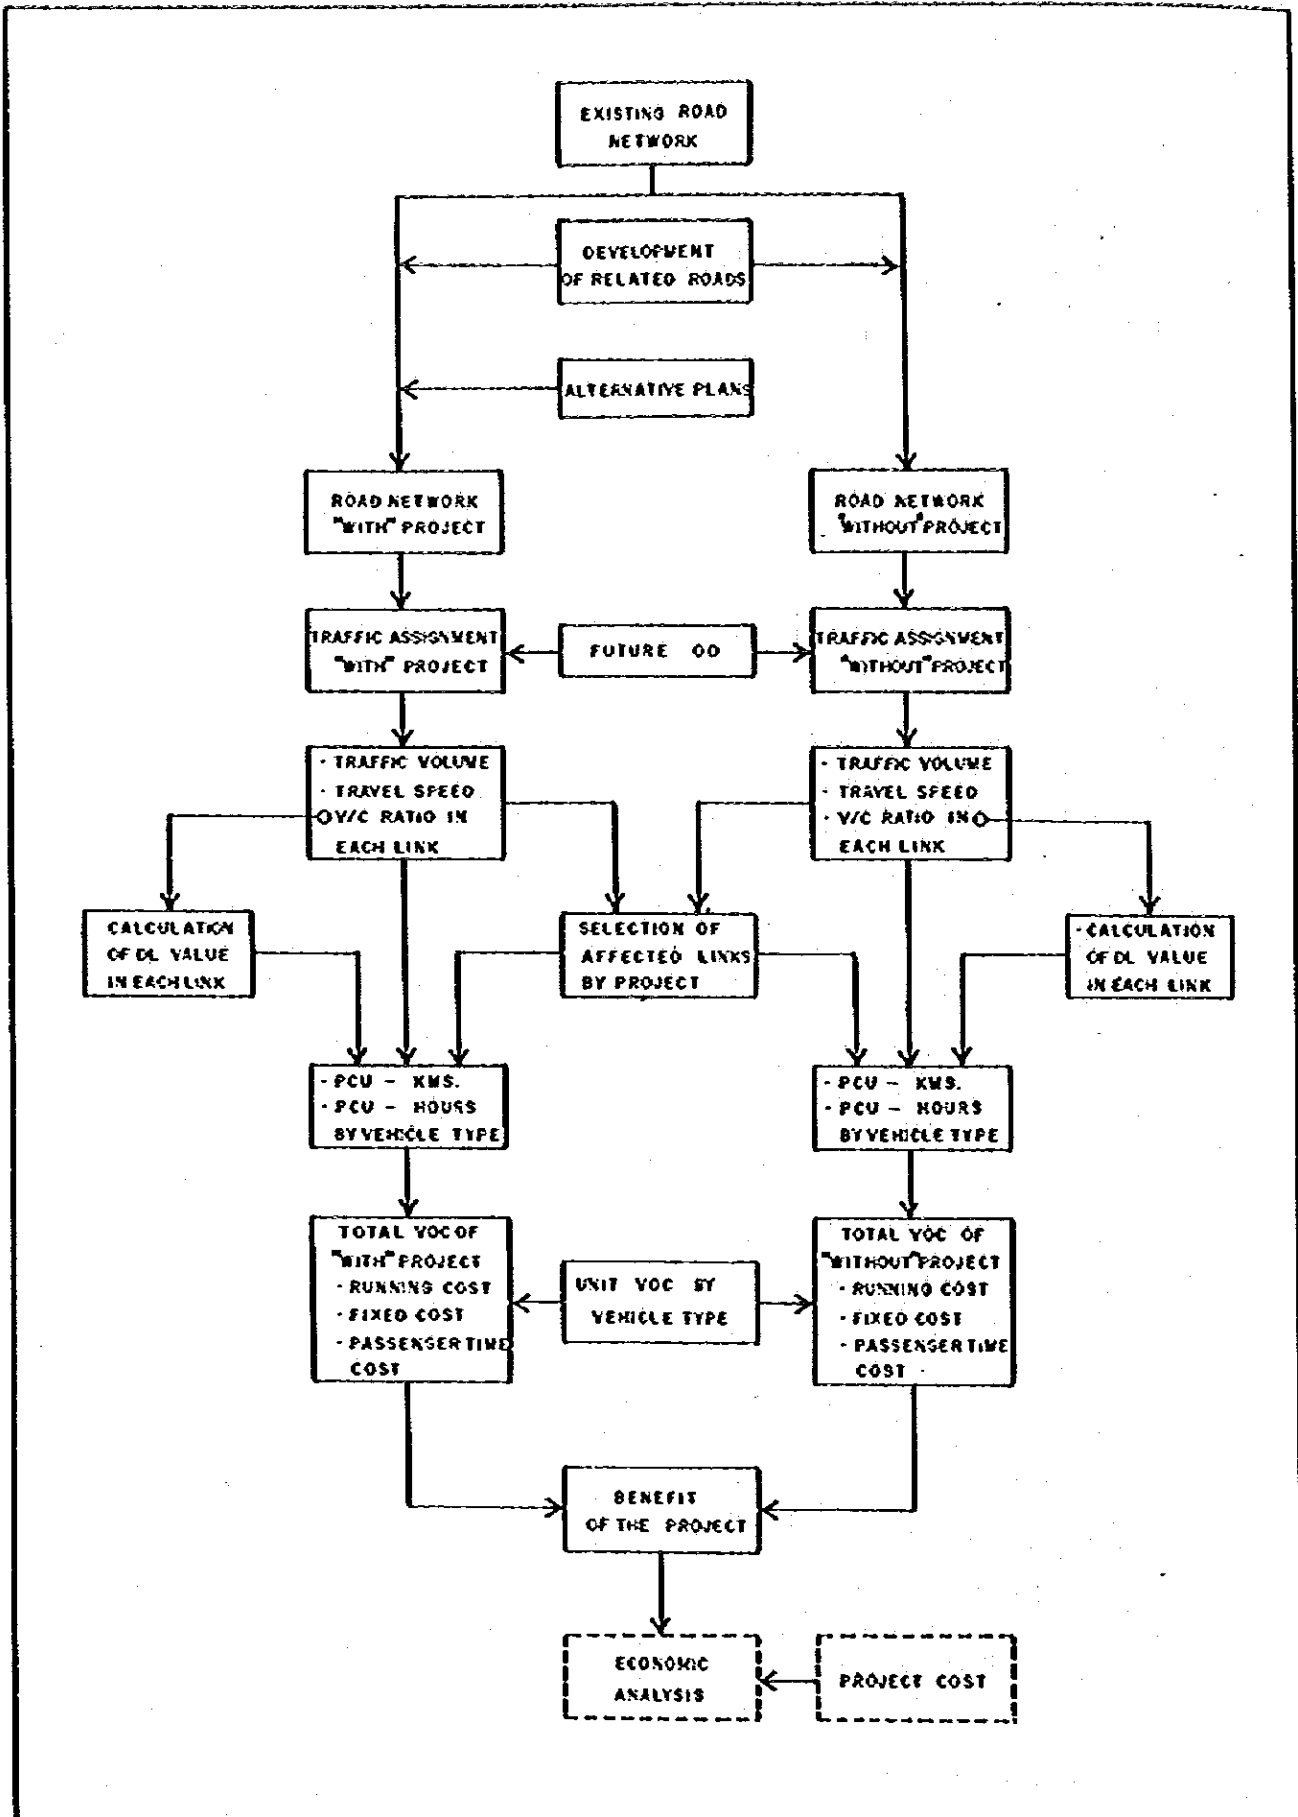 EXISTING ROAD
NETWORK
DEVELOPMENT
OF RELATED ROADS
ALTERNATIVE PLANS
ROAD NETWORK
"WITH" PROJECT
ROAD NETWORK
"WITHOUT" PROJECT
TRAFFIC ASSIGNMENT
"WITH" PROJECT
FUTURE OD
TRAFFIC ASSIGNMENT
"WITHOUT" PROJECT
- TRAFFIC VOLUME
- TRAVEL SPEED
V/C RATIO IN
EACH LINK
- TRAFFIC VOLUME
- TRAVEL SPEED
- V/C RATIO IN
EACH LINK
CALCULATION
OF DL VALUE
IN EACH LINK
SELECTION OF
AFFECTED LINKS
BY PROJECT
- CALCULATION
OF DL VALUE
IN EACH LINK
- PCU - KMS.
- PCU - HOURS
BY VEHICLE TYPE
- PCU - KMS.
- PCU - HOURS
BY VEHICLE TYPE
TOTAL VOC OF
"WITH" PROJECT
- RUNNING COST
- FIXED COST
- PASSENGER TIME
COST
UNIT VOC BY
VEHICLE TYPE
TOTAL VOC OF
"WITHOUT" PROJECT
- RUNNING COST
- FIXED COST
- PASSENGER TIME
COST
BENEFIT
OF THE PROJECT
ECONOMIC
ANALYSIS
PROJECT COST